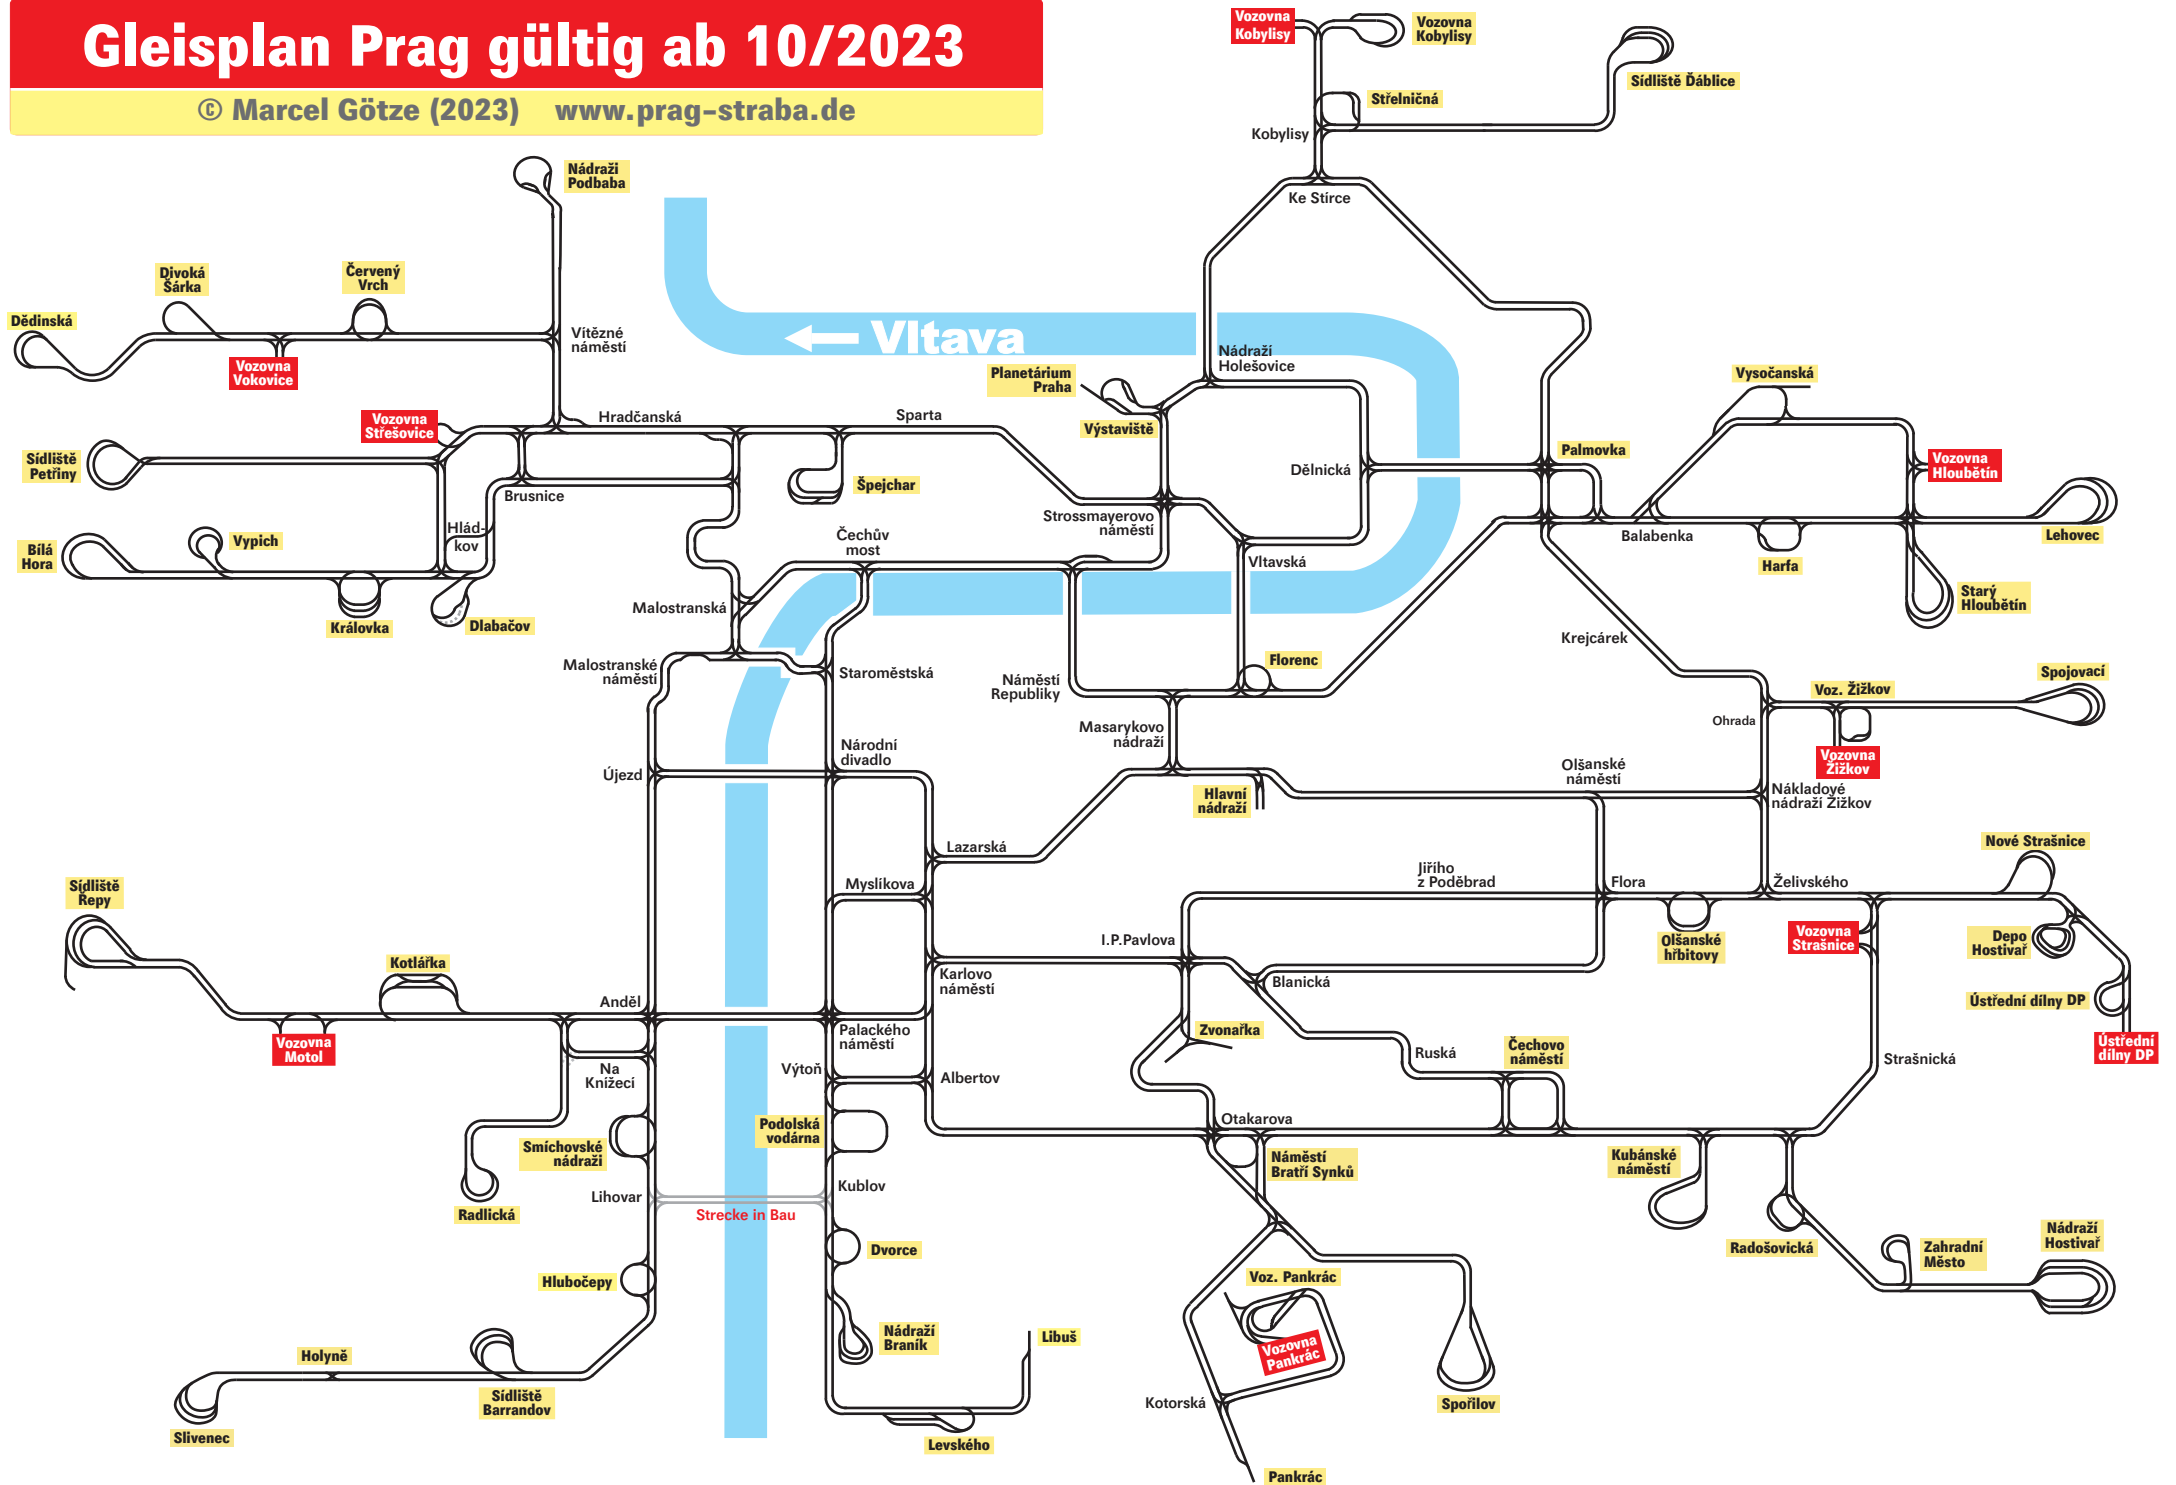 Gleisplan Prag gültig ab 10/2023
© Marcel Götze (2023) www.prag-straba.de
Vozovna
Kobylisy
Vozovna
Kobylisy
Sídliště Ďáblice
Střelničná
Kobylisy
Ke Stírce
Nádraži
Podbaba
Divoká
Šárka
Červený
Vrch
Dědinská
Vozovna
Vokovice
Vítězné
náměstí
Vltava
Nádraží
Holešovice
Planetárium
Praha
Výstaviště
Vysočanská
Vozovna
Střešovice
Hradčanská
Sparta
Sídliště
Petřiny
Brusnice
Špejchar
Dělnická
Palmovka
Vozovna
Hloubětín
Strossmayerovo
náměstí
Hlád-
kov
Čechův
most
Vltavská
Balabenka
Harfa
Lehovec
Bílá
Hora
Vypich
Královka
Dlabačov
Malostranská
Starý
Hloubětín
Krejcárek
Malostranské
náměstí
Staroměstská
Náměstí
Republiky
Florenc
Spojovací
Voz. Žižkov
Ohrada
Masarykovo
nádraží
Vozovna
Žižkov
Národní
divadlo
Újezd
Hlavní
nádraží
Olšanské
náměstí
Nákladové
nádraží Žižkov
Lazarská
Nové Strašnice
Sídliště
Řepy
Myslíkova
Jiřího
z Poděbrad
Flora
Želivského
Olšanské
hřbitovy
Vozovna
Strašnice
Depo
Hostivař
I.P.Pavlova
Karlovo
náměstí
Blanická
Kotlářka
Anděl
Ústřední dílny DP
Vozovna
Motol
Palackého
náměstí
Zvonařka
Ruská
Čechovo
náměstí
Strašnická
Ústřední
dílny DP
Na
Knížecí
Výtoň
Albertov
Otakarova
Podolská
vodárna
Smíchovské
nádraži
Náměstí
Bratří Synků
Kubánské
náměstí
Lihovar
Kublov
Strecke in Bau
Radlická
Radošovická
Zahradní
Město
Nádraží
Hostivař
Dvorce
Hlubočepy
Voz. Pankrác
Vozovna
Pankrác
Nádraží
Braník
Libuš
Holyně
Sídliště
Barrandov
Slivenec
Levského
Kotorská
Spořilov
Pankrác